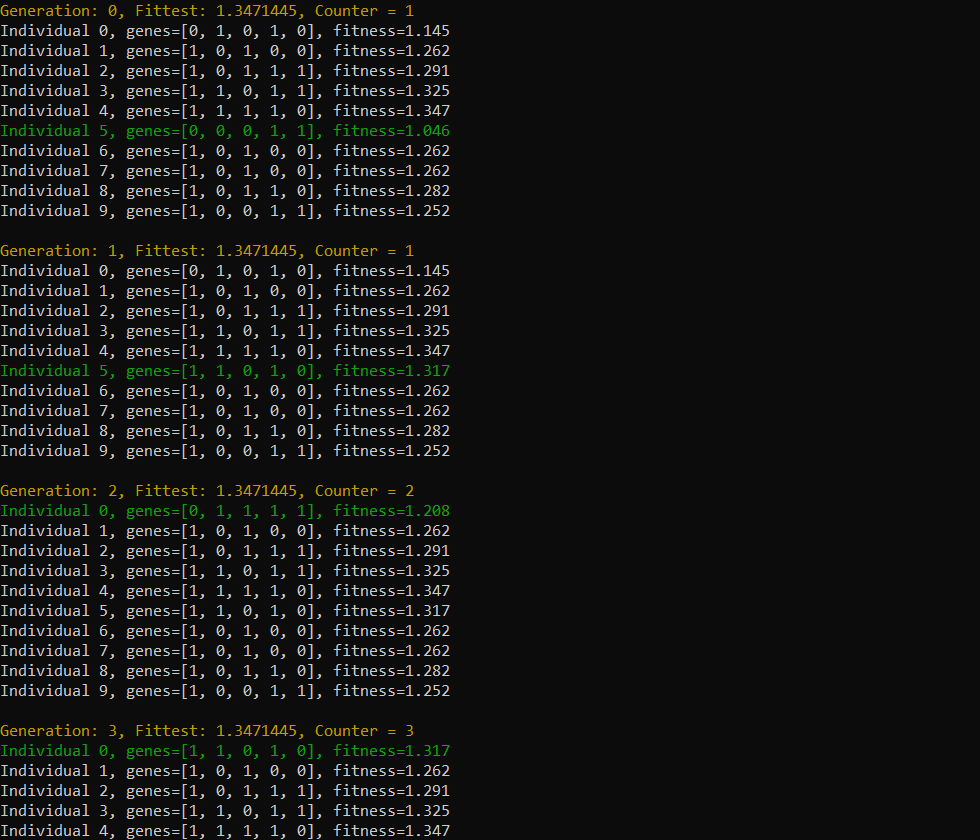 Generation: 0, Fittest: 1.3471445, Counter = 1
Individual 0, genes=[0, 1, 0, 1, 0], fitness=1.145
Individual 1, genes=[1, 0, 1, 0, 0], fitness=1.262
Individual 2, genes=[1, 0, 1, 1, 1], fitness=1.291
Individual 3, genes=[1, 1, 0, 1, 1], fitness=1.325
Individual 4, genes=[1, 1, 1, 1, 0], fitness=1.347
Individual 5, genes=[0, 0, 0, 1, 1], fitness=1.046
Individual 6, genes=[1, 0, 1, 0, 0], fitness=1.262
Individual 7, genes=[1, 0, 1, 0, 0], fitness=1.262
Individual 8, genes=[1, 0, 1, 1, 0], fitness=1.282
Individual 9, genes=[1, 0, 0, 1, 1], fitness=1.252
Generation: 1, Fittest: 1.3471445, Counter = 1
Individual 0, genes=[0, 1, 0, 1, 0], fitness=1.145
Individual 1, genes=[1, 0, 1, 0, 0], fitness=1.262
Individual 2, genes=[1, 0, 1, 1, 1], fitness=1.291
Individual 3, genes=[1, 1, 0, 1, 1], fitness=1.325
Individual 4, genes=[1, 1, 1, 1, 0], fitness=1.347
Individual 5, genes=[1, 1, 0, 1, 0], fitness=1.317
Individual 6, genes=[1, 0, 1, 0, 0], fitness=1.262
Individual 7, genes=[1, 0, 1, 0, 0], fitness=1.262
Individual 8, genes=[1, 0, 1, 1, 0], fitness=1.282
Individual 9, genes=[1, 0, 0, 1, 1], fitness=1.252
Generation: 2, Fittest: 1.3471445, Counter = 2
Individual 0, genes=[0, 1, 1, 1, 1], fitness=1.208
Individual 1, genes=[1, 0, 1, 0, 0], fitness=1.262
Individual 2, genes=[1, 0, 1, 1, 1], fitness=1.291
Individual 3, genes=[1, 1, 0, 1, 1], fitness=1.325
Individual 4, genes=[1, 1, 1, 1, 0], fitness=1.347
Individual 5, genes=[1, 1, 0, 1, 0], fitness=1.317
Individual 6, genes=[1, 0, 1, 0, 0], fitness=1.262
Individual 7, genes=[1, 0, 1, 0, 0], fitness=1.262
Individual 8, genes=[1, 0, 1, 1, 0], fitness=1.282
Individual 9, genes=[1, 0, 0, 1, 1], fitness=1.252
Generation: 3, Fittest: 1.3471445, Counter = 3
Individual 0, genes=[1, 1, 0, 1, 0], fitness=1.317
Individual 1, genes=[1, 0, 1, 0, 0], fitness=1.262
Individual 2, genes=[1, 0, 1, 1, 1], fitness=1.291
Individual 3, genes=[1, 1, 0, 1, 1], fitness=1.325
Individual 4, genes=[1, 1, 1, 1, 0], fitness=1.347